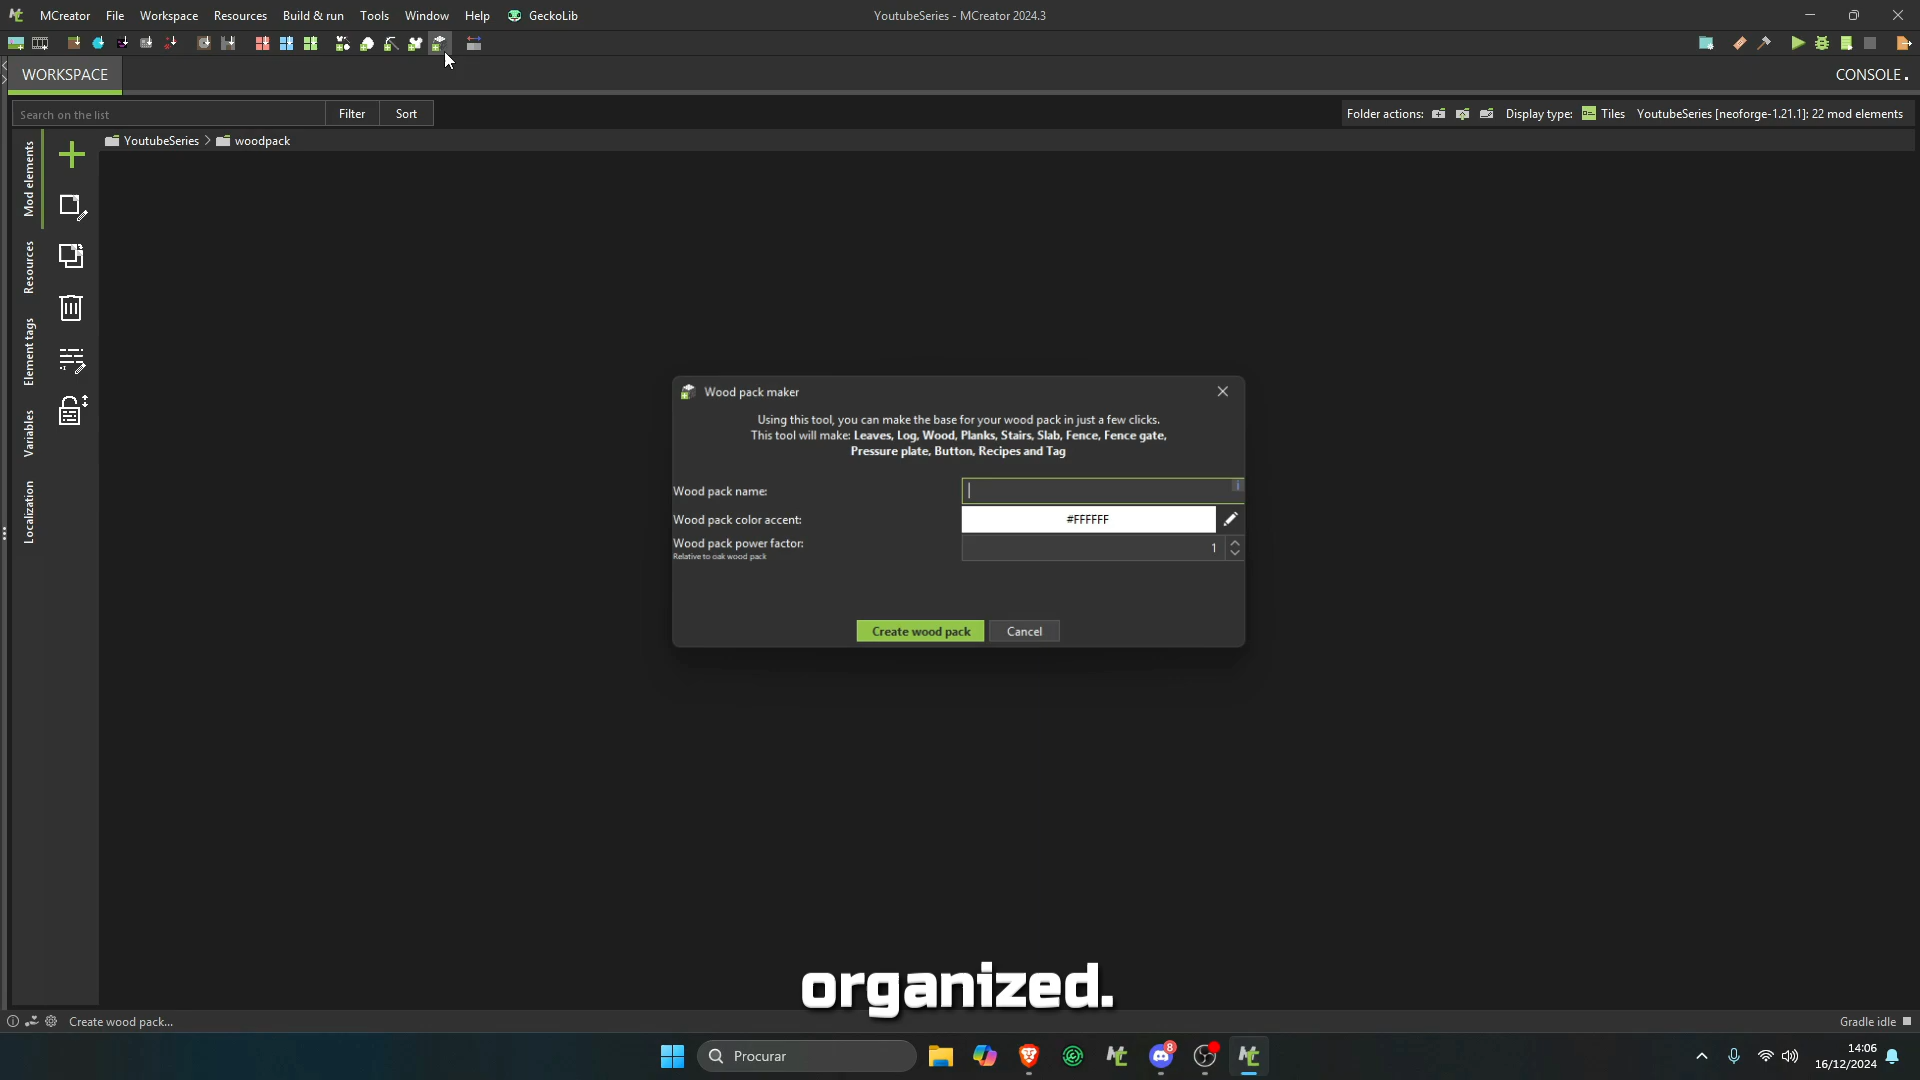 MCreator File Workspace Resources Build & run Tools Window Help GeckoLib
YoutubeSeries - MCreator 2024.3
WORKSPACE
CONSOLE
Search on the list
Filter
Sort
Folder actions:
Display type:
Tiles
YoutubeSeries [neoforge-1.21.1]: 22 mod elements
YoutubeSeries
woodpack
Mod elements
Resources
Element tags
Variables
Localization
Wood pack maker
Using this tool, you can make the base for your wood pack in just a few clicks.
This tool will make: Leaves, Log, Wood, Planks, Stairs, Slab, Fence, Fence gate,
Pressure plate, Button, Recipes and Tag
Wood pack name:
Wood pack color accent:
#FFFFFF
Wood pack power factor:
1
Relative to oak wood pack
Create wood pack
Cancel
organized.
Create wood pack...
Gradle idle
Procurar
8
14:06
16/12/2024